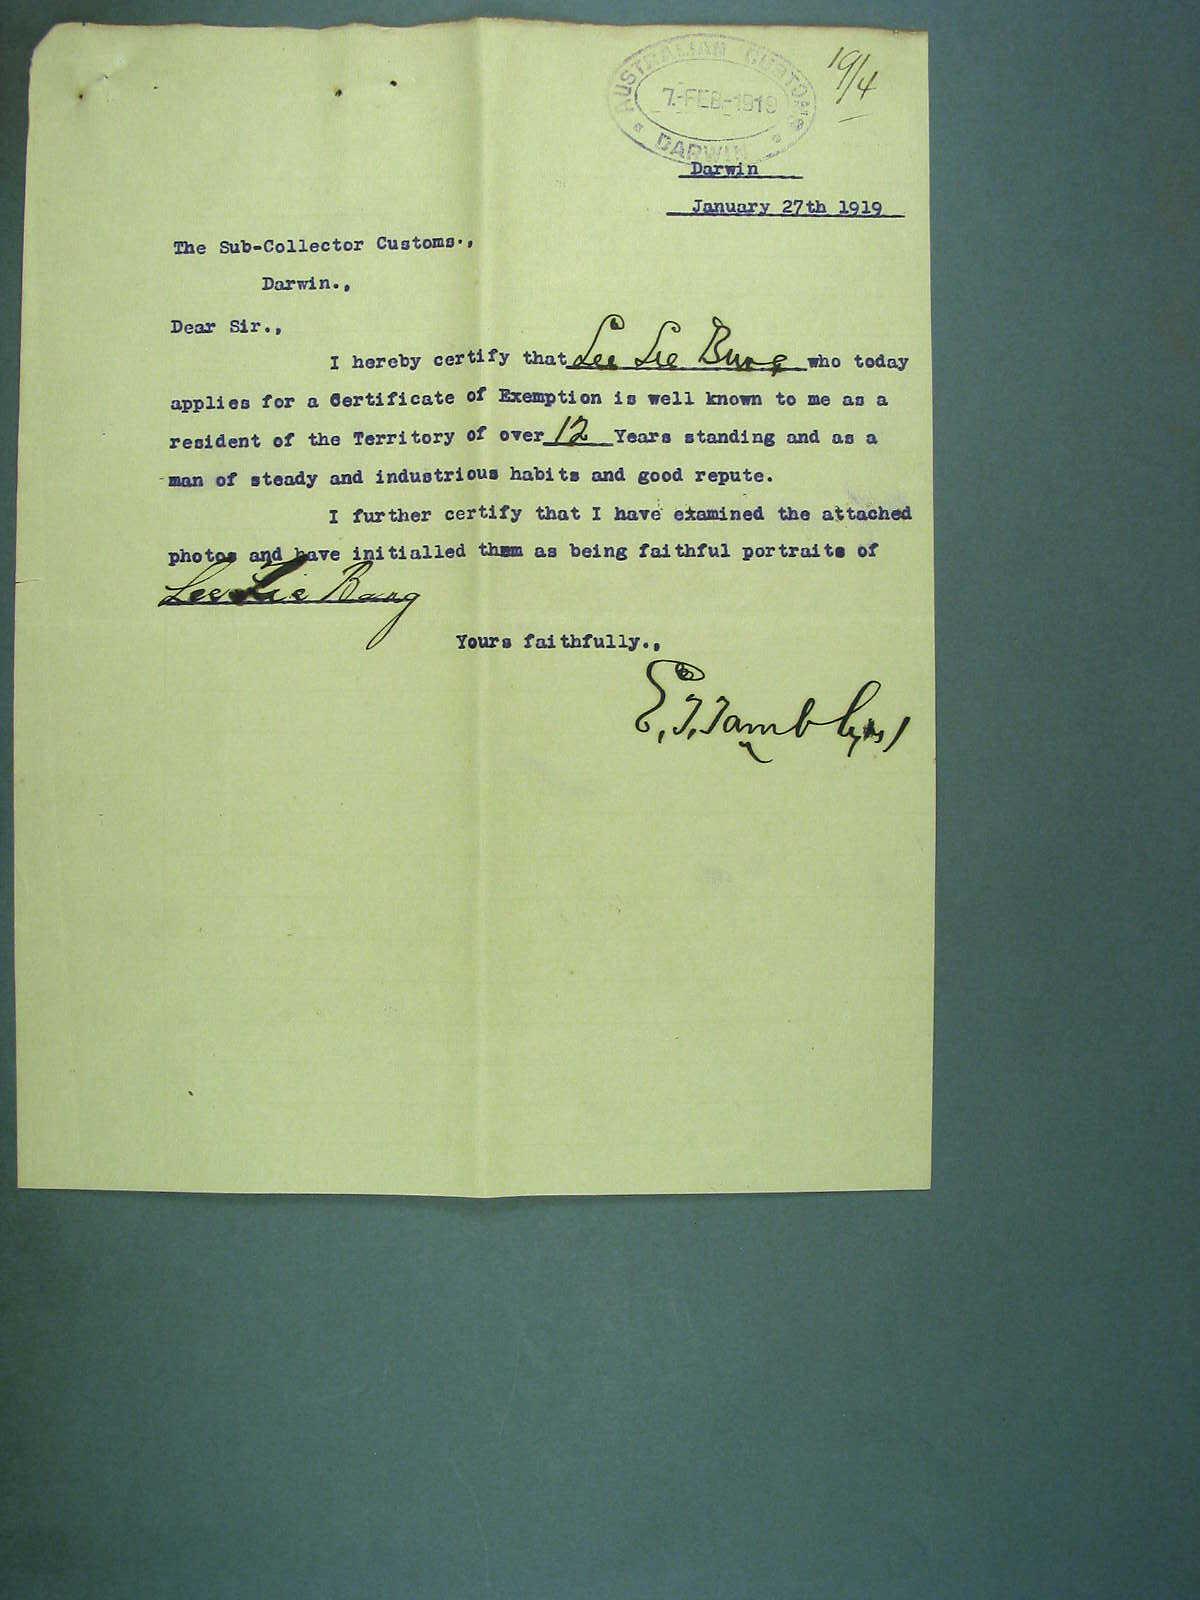 AUSTRALIAN CUSTOMS
7-FEB-1919
DARWIN
19/4
Darwin
January 27th 1919
The Sub-Collector Customs.,
Darwin.,
Dear Sir.,
I hereby certify that Lee Lie Bung who today
applies for a Certificate of Exemption is well known to me as a
resident of the Territory of over 12 Years standing and as a
man of steady and industrious habits and good repute.
I further certify that I have examined the attached
photos and have initialled them as being faithful portraits of
Lee Lie Bang
Yours faithfully.,
E.T. Tamblyn